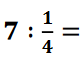 7 : 1/4 =